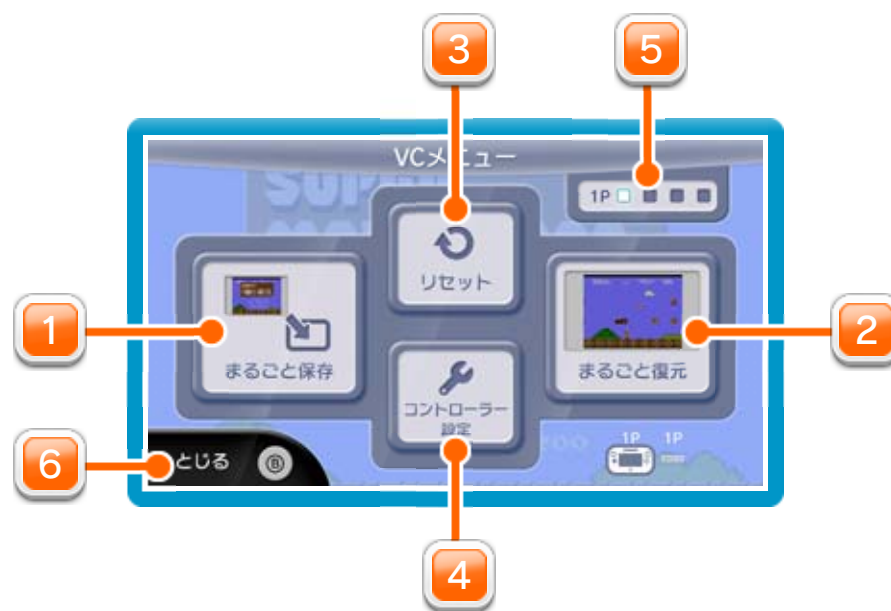 3
5
VCメニュー
SUPER
1P
リセット
1
2
まるごと保存
まるごと復元
コントローラー
設定
1P 1P
6
とじる B
4